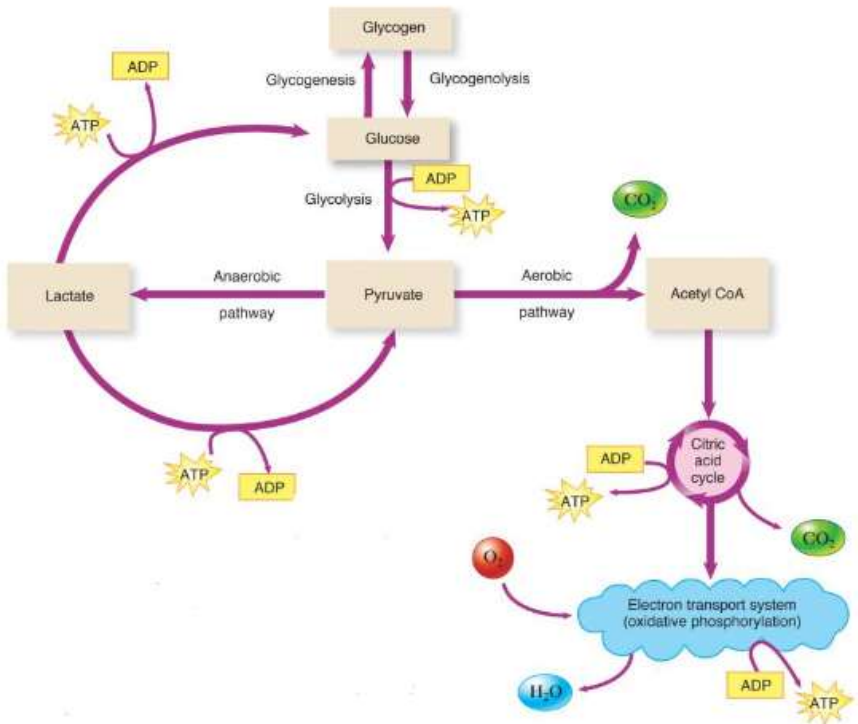 Glycogen
ADP
Glycogenesis
Glycogenolysis
ATP
Glucose
ADP
Glycolysis
ATP
CO2
Anaerobic
pathway
Aerobic
pathway
Lactate
Pyruvate
Acetyl CoA
ATP
ADP
Citric
acid
cycle
ADP
ATP
CO2
O2
Electron transport system
(oxidative phosphorylation)
H2O
ADP
ATP